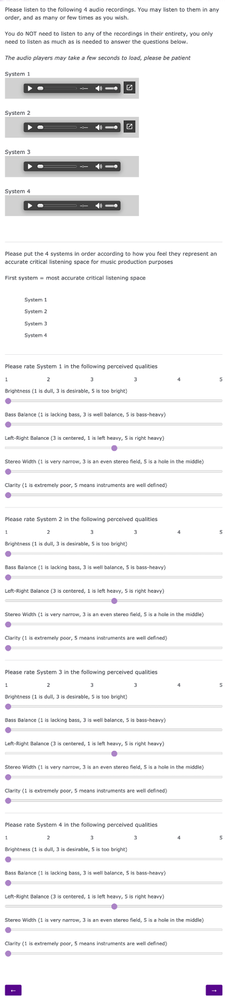 Please listen to the following 4 audio recordings. You may listen to them in any
order, and as many or few times as you wish.
You do NOT need to listen to any of the recordings in their entirety, you only
need to listen as much as is needed to answer the questions below.
The audio players may take a few seconds to load, please be patient
System 1
-:--
System 2
-:--
System 3
-:--
System 4
-:--
Please put the 4 systems in order according to how you feel they represent an
accurate critical listening space for music production purposes
First system = most accurate critical listening space
System 1
System 2
System 3
System 4
Please rate System 1 in the following perceived qualities
1 2 3 3 4 5
Brightness (1 is dull, 3 is desirable, 5 is too bright)
Bass Balance (1 is lacking bass, 3 is well balance, 5 is bass-heavy)
Left-Right Balance (3 is centered, 1 is left heavy, 5 is right heavy)
Stereo Width (1 is very narrow, 3 is an even stereo field, 5 is a hole in the middle)
Clarity (1 is extremely poor, 5 means instruments are well defined)
Please rate System 2 in the following perceived qualities
1 2 3 3 4 5
Brightness (1 is dull, 3 is desirable, 5 is too bright)
Bass Balance (1 is lacking bass, 3 is well balance, 5 is bass-heavy)
Left-Right Balance (3 is centered, 1 is left heavy, 5 is right heavy)
Stereo Width (1 is very narrow, 3 is an even stereo field, 5 is a hole in the middle)
Clarity (1 is extremely poor, 5 means instruments are well defined)
Please rate System 3 in the following perceived qualities
1 2 3 3 4 5
Brightness (1 is dull, 3 is desirable, 5 is too bright)
Bass Balance (1 is lacking bass, 3 is well balance, 5 is bass-heavy)
Left-Right Balance (3 is centered, 1 is left heavy, 5 is right heavy)
Stereo Width (1 is very narrow, 3 is an even stereo field, 5 is a hole in the middle)
Clarity (1 is extremely poor, 5 means instruments are well defined)
Please rate System 4 in the following perceived qualities
1 2 3 3 4 5
Brightness (1 is dull, 3 is desirable, 5 is too bright)
Bass Balance (1 is lacking bass, 3 is well balance, 5 is bass-heavy)
Left-Right Balance (3 is centered, 1 is left heavy, 5 is right heavy)
Stereo Width (1 is very narrow, 3 is an even stereo field, 5 is a hole in the middle)
Clarity (1 is extremely poor, 5 means instruments are well defined)
← →